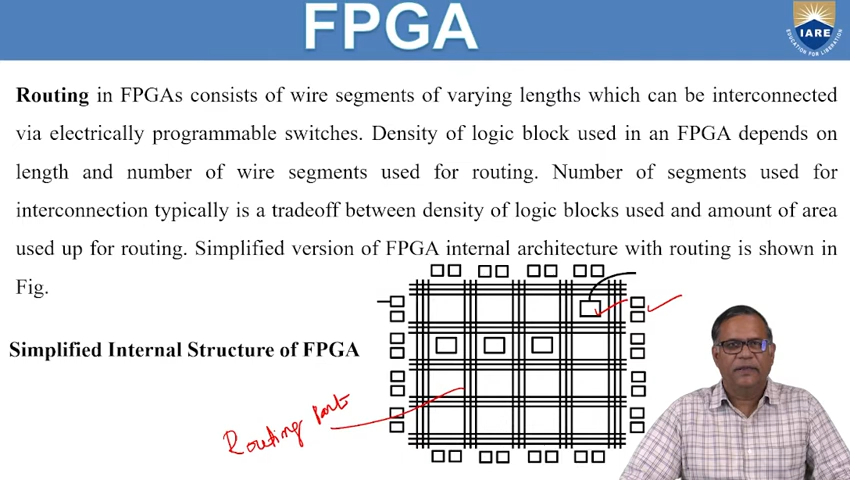 FPGA
IARE
EDUCATION FOR LIBERATION
Routing in FPGAs consists of wire segments of varying lengths which can be interconnected
via electrically programmable switches. Density of logic block used in an FPGA depends on
length and number of wire segments used for routing. Number of segments used for
interconnection typically is a tradeoff between density of logic blocks used and amount of area
used up for routing. Simplified version of FPGA internal architecture with routing is shown in
Fig.
Simplified Internal Structure of FPGA
Routing Part